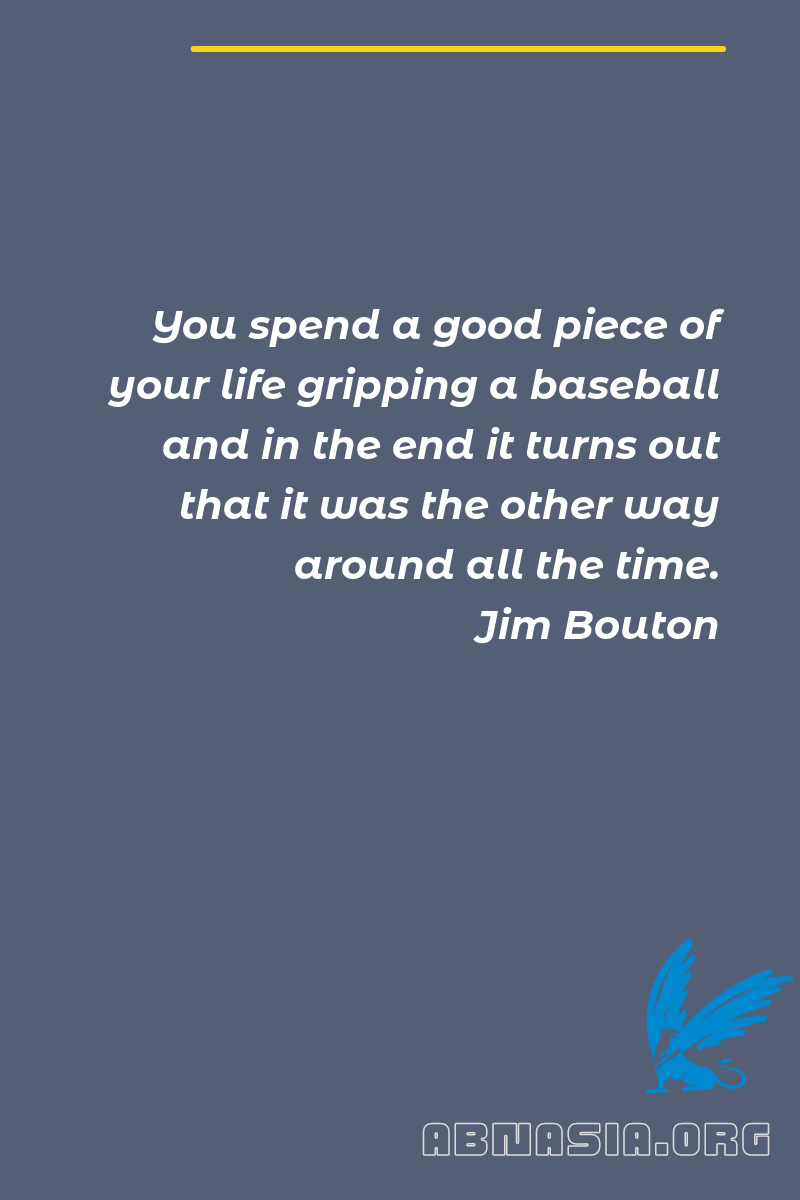 You spend a good piece of
your life gripping a baseball
and in the end it turns out
that it was the other way
around all the time.
Jim Bouton
ABNASIA.ORG